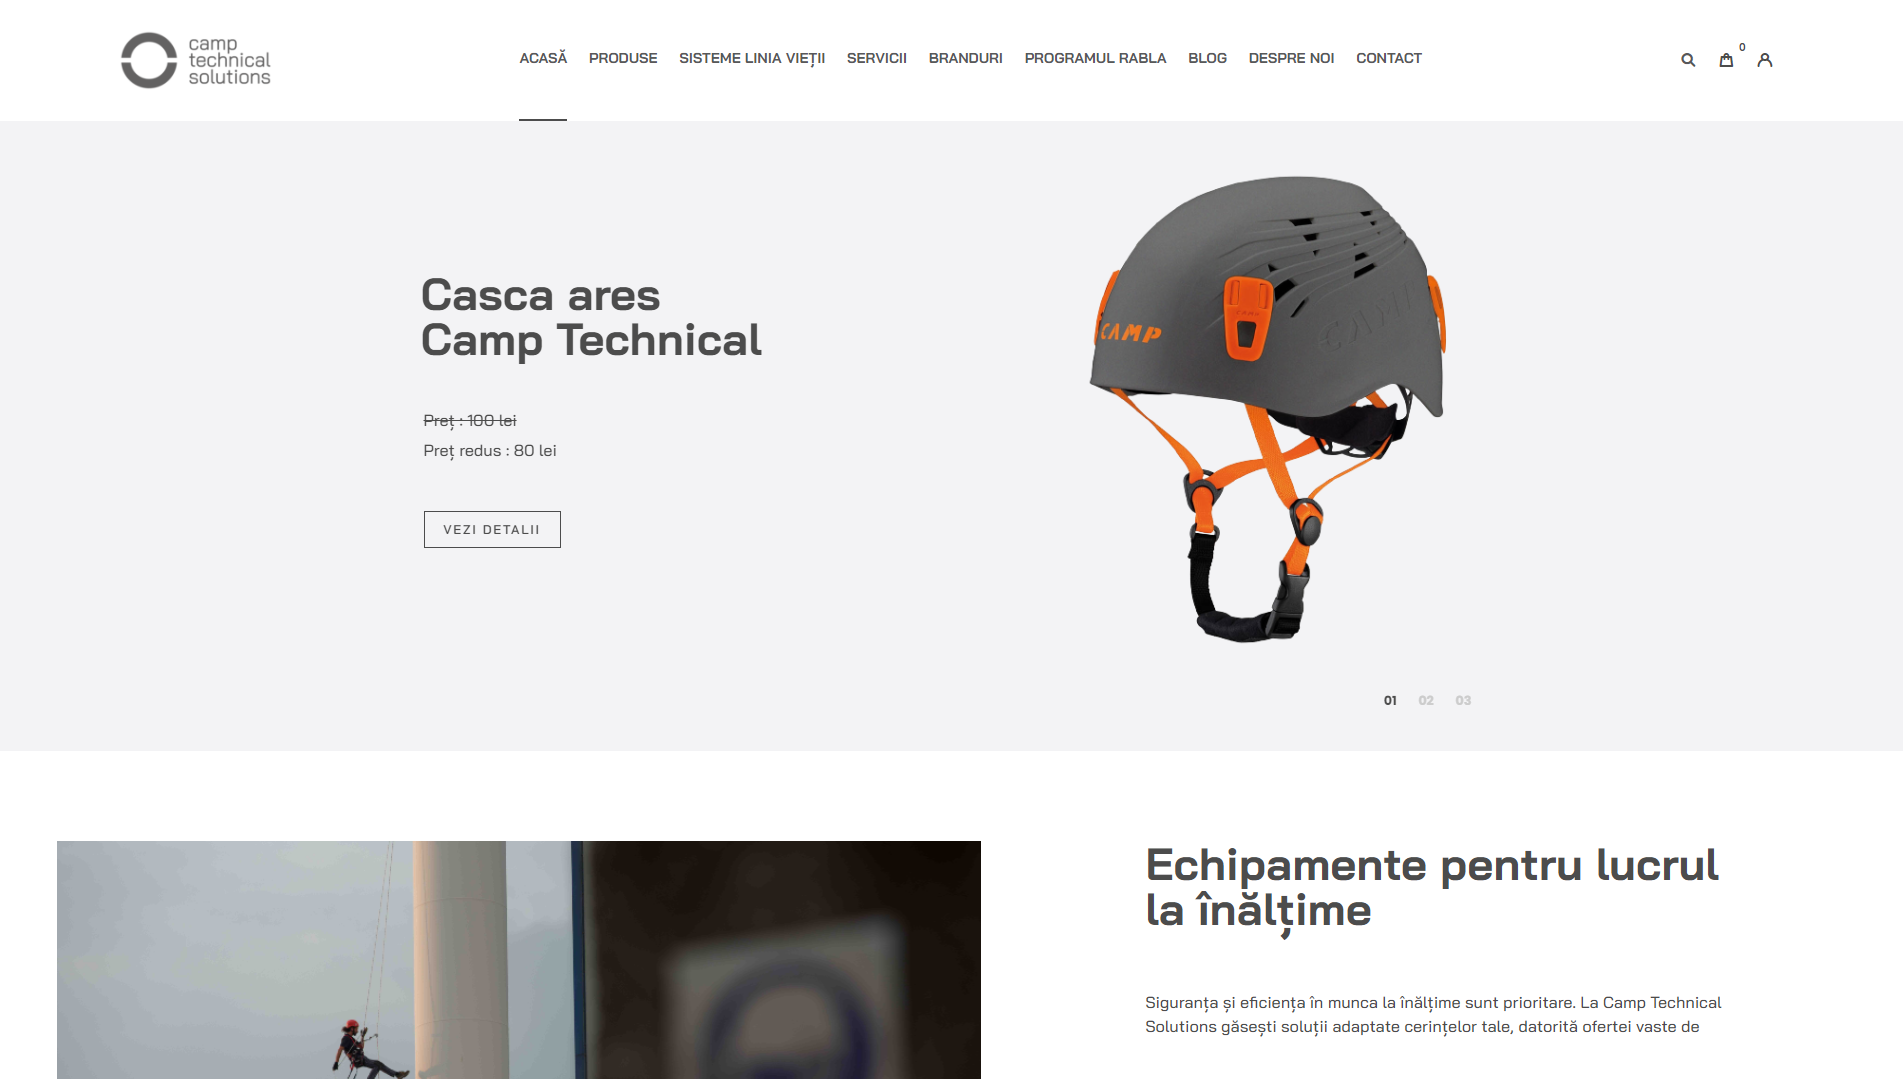 camp
technical
solutions
ACASĂ PRODUSE SISTEME LINIA VIEȚII SERVICII BRANDURI PROGRAMUL RABLA BLOG DESPRE NOI CONTACT
0
Casca ares
Camp Technical
Preț : 100 lei
Preț redus : 80 lei
VEZI DETALII
CAMP
CAMP
CAMP
01 02 03
Echipamente pentru lucrul
la înălțime
Siguranța și eficiența în munca la înălțime sunt prioritare. La Camp Technical
Solutions găsești soluții adaptate cerințelor tale, datorită ofertei vaste de